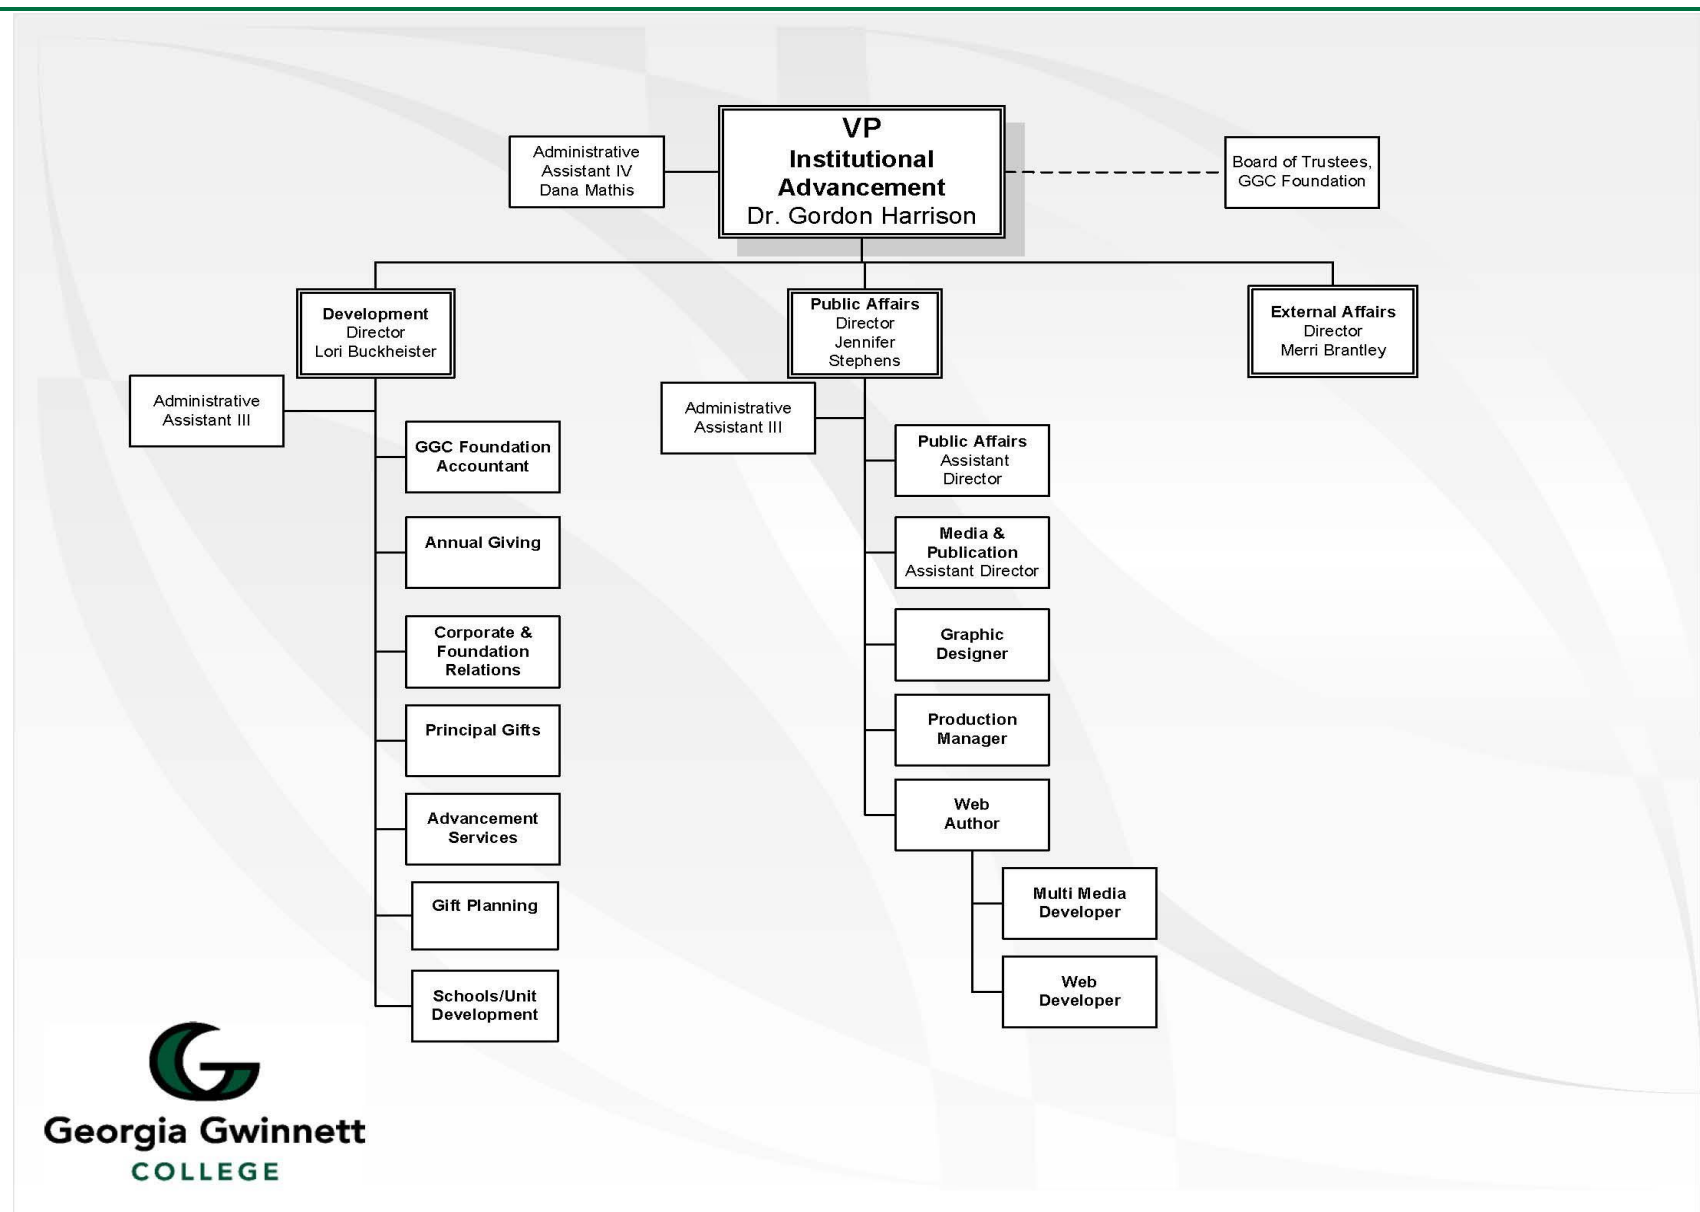 VP
Institutional
Advancement
Dr. Gordon Harrison
Administrative
Assistant IV
Dana Mathis
Board of Trustees,
GGC Foundation
Development
Director
Lori Buckheister
Public Affairs
Director
Jennifer
Stephens
External Affairs
Director
Merri Brantley
Administrative
Assistant III
GGC Foundation
Accountant
Annual Giving
Corporate &
Foundation
Relations
Principal Gifts
Advancement
Services
Gift Planning
Schools/Unit
Development
Administrative
Assistant III
Public Affairs
Assistant
Director
Media &
Publication
Assistant Director
Graphic
Designer
Production
Manager
Web
Author
Multi Media
Developer
Web
Developer
Georgia Gwinnett
COLLEGE